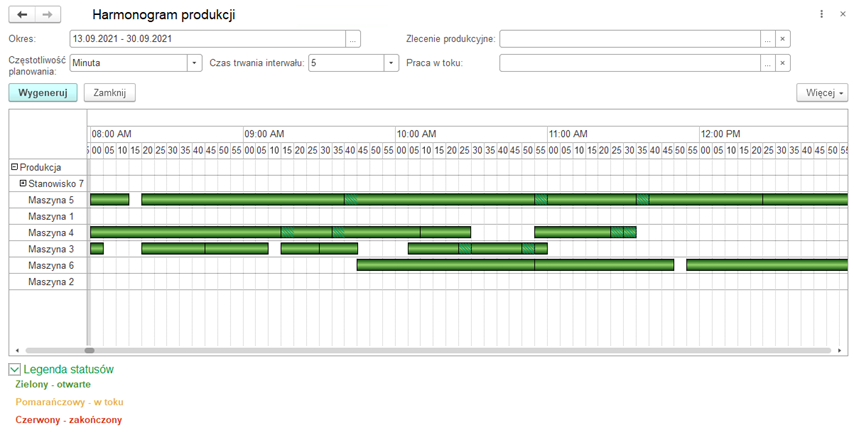 Harmonogram produkcji
Okres: 13.09.2021 - 30.09.2021 ... Zlecenie produkcyjne: ... ×
Częstotliwość planowania: Minuta Czas trwania interwału: 5 Praca w toku: ... ×
Wygeneruj Zamknij Więcej
08:00 AM 09:00 AM 10:00 AM 11:00 AM 12:00 PM
5 00 05 10 15 20 25 30 35 40 45 50 55 00 05 10 15 20 25 30 35 40 45 50 55 00 05 10 15 20 25 30 35 40 45 50 55 00 05 10 15 20 25 30 35 40 45 50 55 00 05 10 15 20 25 30 35 40 45 50 55
Produkcja
Stanowisko 7
Maszyna 5
Maszyna 1
Maszyna 4
Maszyna 3
Maszyna 6
Maszyna 2
Legenda statusów
Zielony - otwarte
Pomarańczowy - w toku
Czerwony - zakończony